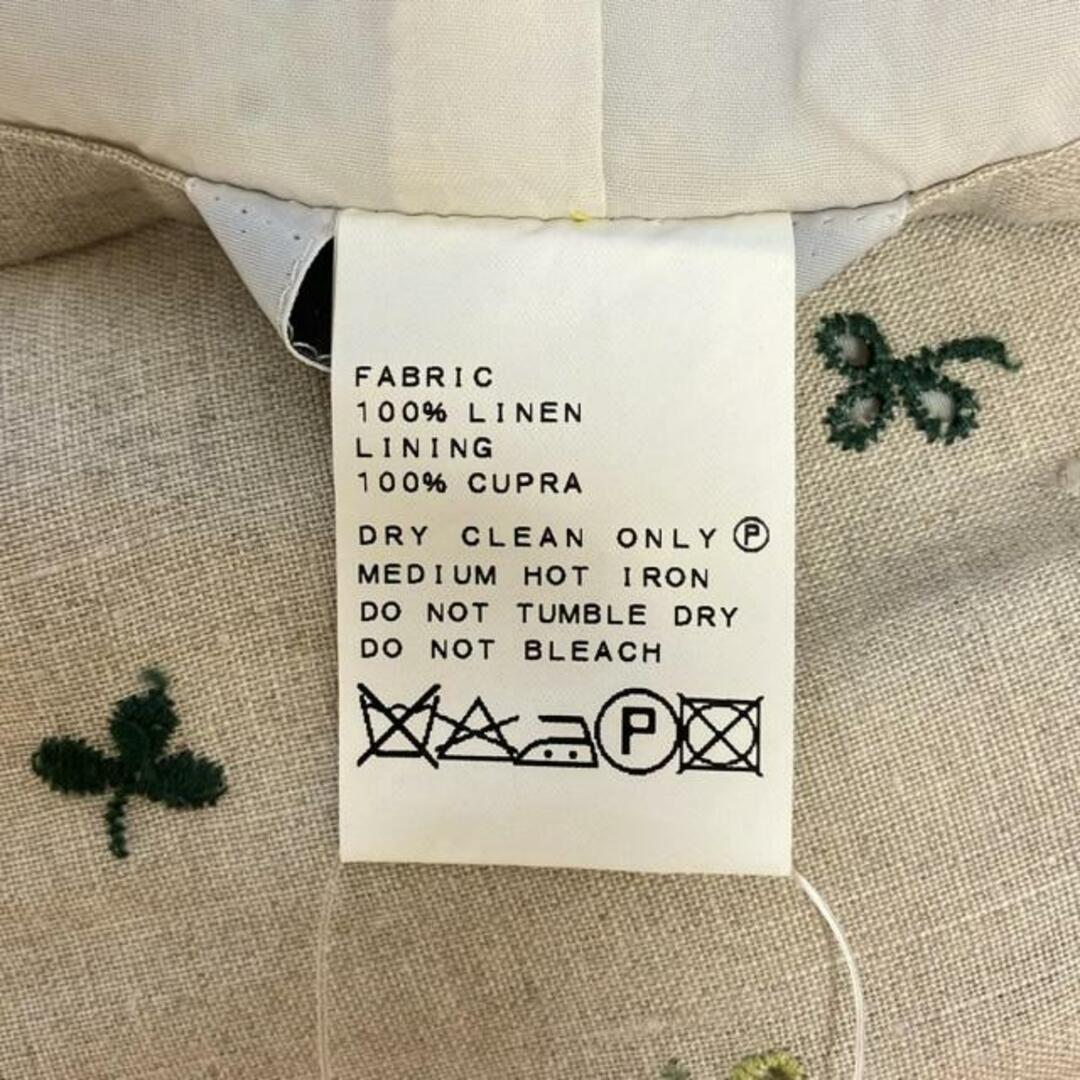 FABRIC
100% LINEN
LINING
100% CUPRA
DRY CLEAN ONLY Ⓟ
MEDIUM HOT IRON
DO NOT TUMBLE DRY
DO NOT BLEACH
P